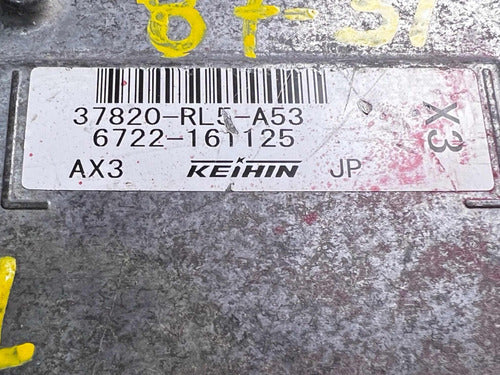 37820-RL5-A53
6722-161125
AX3 KEIHIN JP
X3